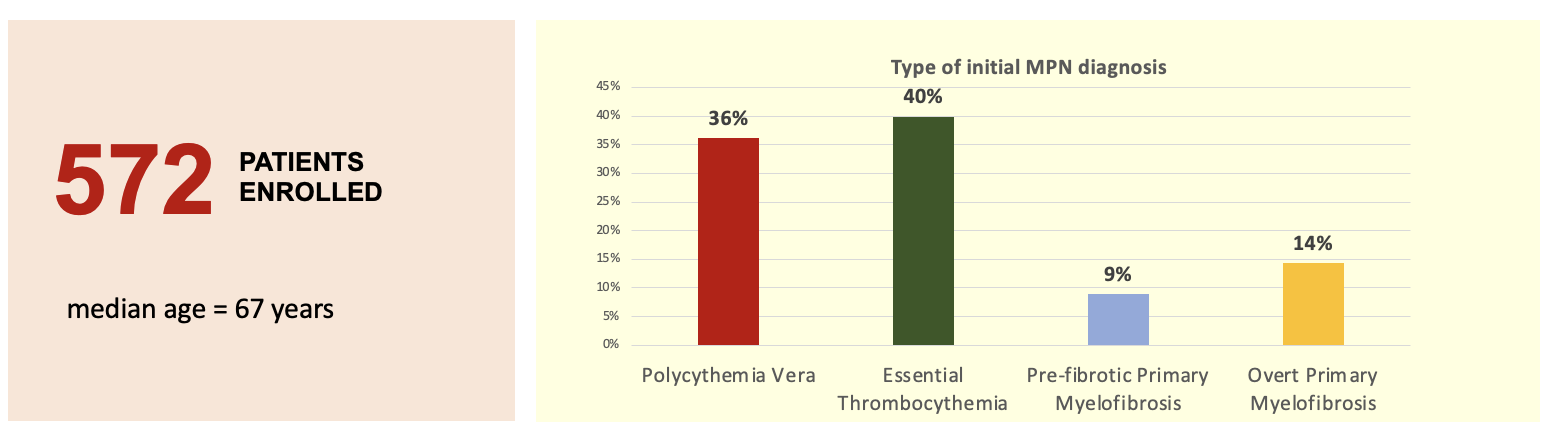 572 PATIENTS
ENROLLED
median age = 67 years
Type of initial MPN diagnosis
45%
40%
35%
30%
25%
20%
15%
10%
5%
0%
36%
40%
9%
14%
Polycythemia Vera
Essential
Thrombocythemia
Pre-fibrotic Primary
Myelofibrosis
Overt Primary
Myelofibrosis